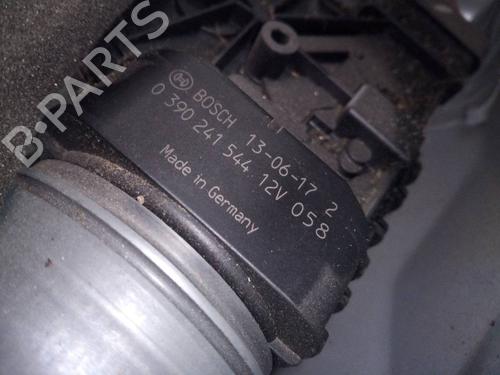 B-PARTS
BOSCH 13-06-17 2
0 390 241 544 12V 058
Made in Germany